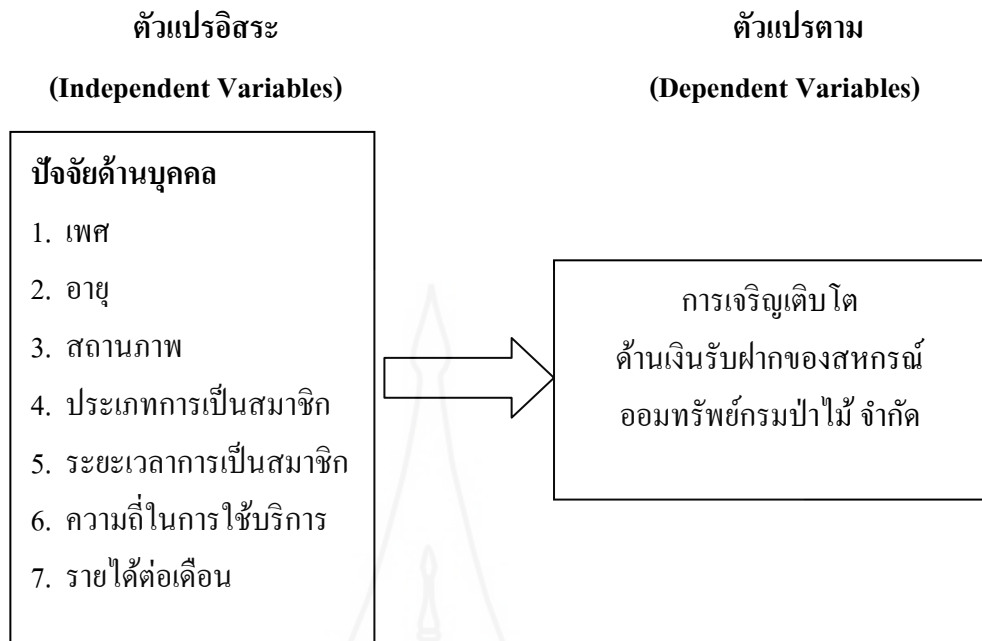 ตัวแปรอิสระ
(Independent Variables)
ปัจจัยด้านบุคคล
1. เพศ
2. อายุ
3. สถานภาพ
4. ประเภทการเป็นสมาชิก
5. ระยะเวลาการเป็นสมาชิก
6. ความถี่ในการใช้บริการ
7. รายได้ต่อเดือน
ตัวแปรตาม
(Dependent Variables)
การเจริญเติบโต
ด้านเงินรับฝากของสหกรณ์
ออมทรัพย์กรมป่าไม้ จำกัด